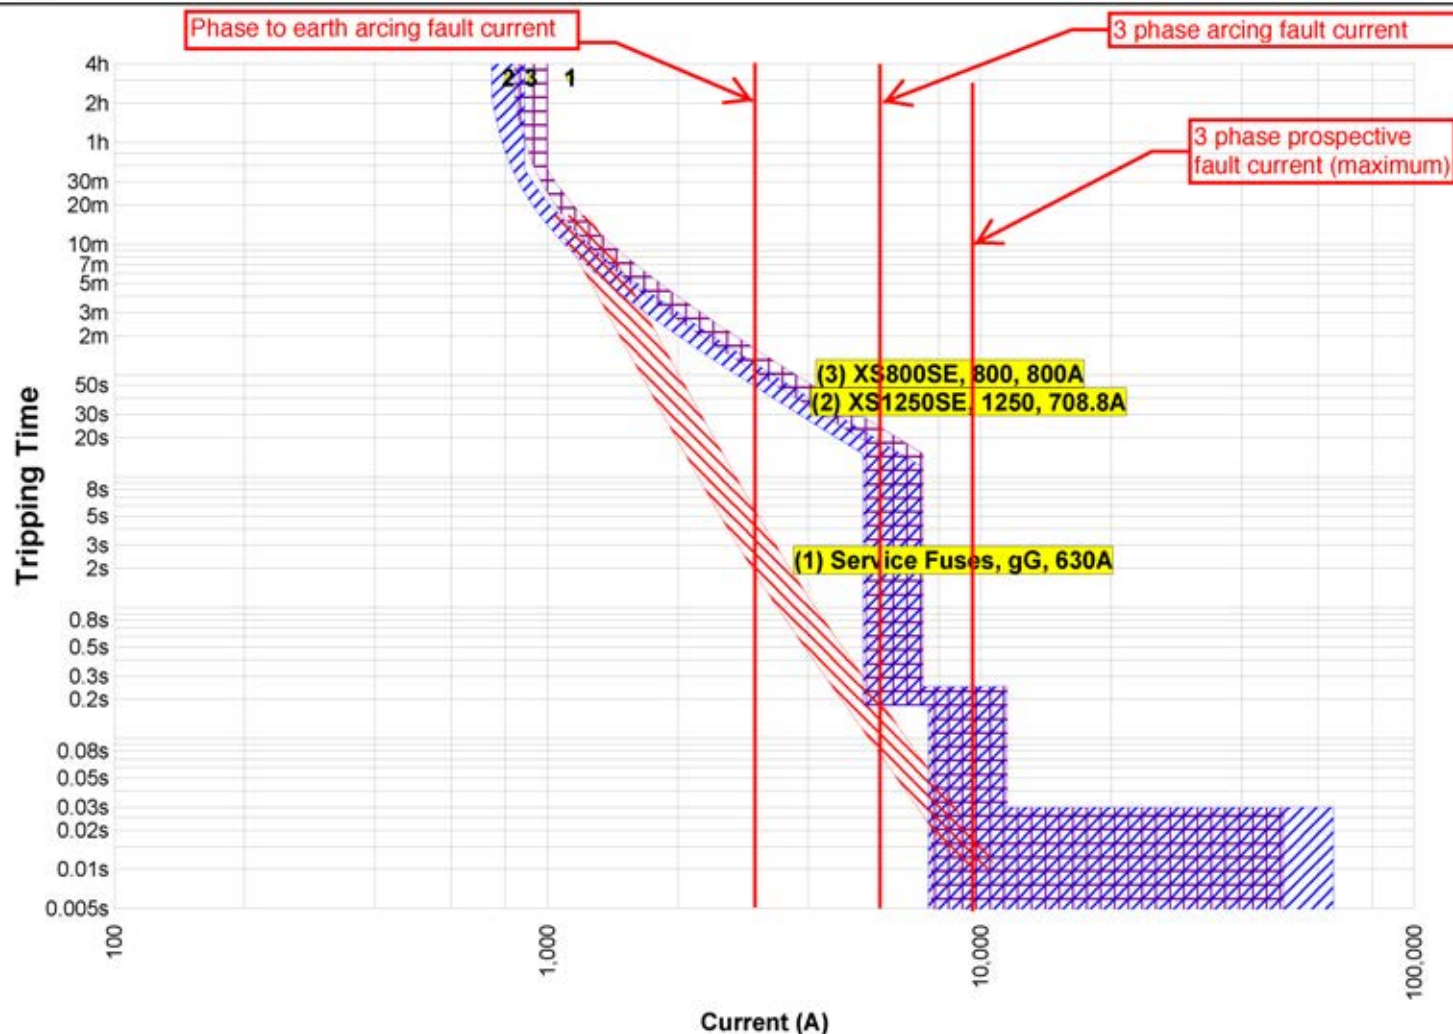 Phase to earth arcing fault current
3 phase arcing fault current
3 phase prospective
fault current (maximum)
2 3 1
4h
2h
1h
30m
20m
10m
7m
5m
3m
2m
50s
30s
20s
8s
5s
3s
2s
0.8s
0.5s
0.3s
0.2s
0.08s
0.05s
0.03s
0.02s
0.01s
0.005s
Tripping Time
(3) XS800SE, 800, 800A
(2) XS1250SE, 1250, 708.8A
(1) Service Fuses, gG, 630A
100
1,000
10,000
100,000
Current (A)